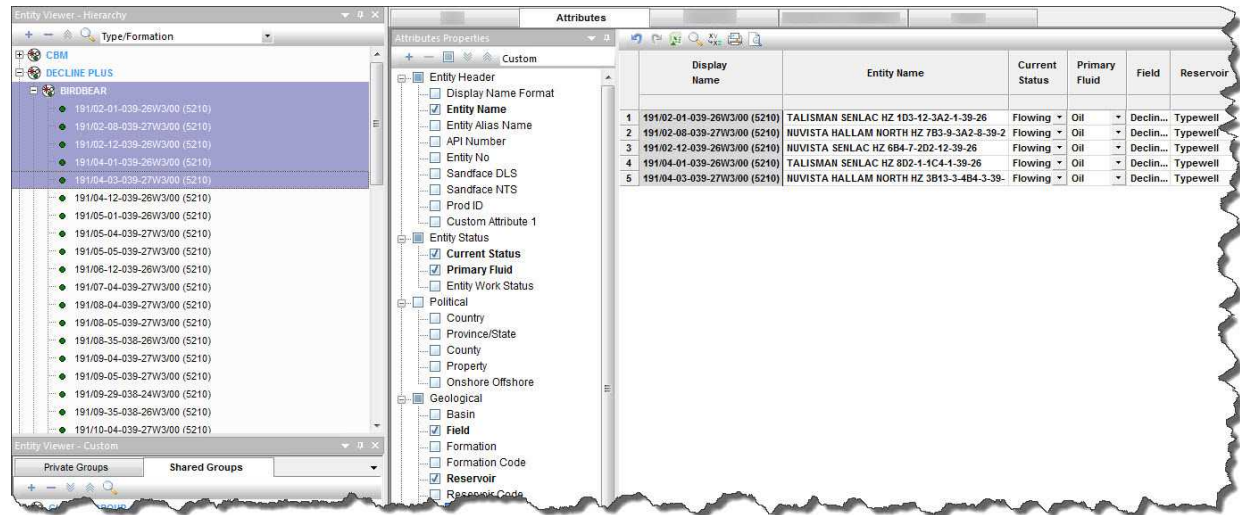 Entity Viewer - Hierarchy
Type/Formation
CBM
DECLINE PLUS
BIRDBEAR
191/02-01-039-26W3/00 (5210)
191/02-08-039-27W3/00 (5210)
191/02-12-039-26W3/00 (5210)
191/04-01-039-26W3/00 (5210)
191/04-03-039-27W3/00 (5210)
191/04-12-039-26W3/00 (5210)
191/05-01-039-26W3/00 (5210)
191/05-04-039-27W3/00 (5210)
191/05-05-039-27W3/00 (5210)
191/06-12-039-26W3/00 (5210)
191/07-04-039-27W3/00 (5210)
191/08-04-039-27W3/00 (5210)
191/08-05-039-27W3/00 (5210)
191/08-35-038-26W3/00 (5210)
191/09-04-039-27W3/00 (5210)
191/09-05-039-27W3/00 (5210)
191/09-29-038-24W3/00 (5210)
191/09-35-038-26W3/00 (5210)
191/10-04-039-27W3/00 (5210)
Entity Viewer - Custom
Private Groups Shared Groups
Attributes
Attributes Properties
Custom
Entity Header
Display Name Format
Entity Name
Entity Alias Name
API Number
Entity No
Sandface DLS
Sandface NTS
Prod ID
Custom Attribute 1
Entity Status
Current Status
Primary Fluid
Entity Work Status
Political
Country
Province/State
County
Property
Onshore Offshore
Geological
Basin
Field
Formation
Formation Code
Reservoir
Reservoir Code
Display Name Entity Name Current Status Primary Fluid Field Reservoir
1 191/02-01-039-26W3/00 (5210) TALISMAN SENLAC HZ 1D3-12-3A2-1-39-26 Flowing Oil Declin... Typewell
2 191/02-08-039-27W3/00 (5210) NUVISTA HALLAM NORTH HZ 7B3-9-3A2-8-39-2 Flowing Oil Declin... Typewell
3 191/02-12-039-26W3/00 (5210) NUVISTA SENLAC HZ 6B4-7-2D2-12-39-26 Flowing Oil Declin... Typewell
4 191/04-01-039-26W3/00 (5210) TALISMAN SENLAC HZ 8D2-1-1C4-1-39-26 Flowing Oil Declin... Typewell
5 191/04-03-039-27W3/00 (5210) NUVISTA HALLAM NORTH HZ 3B13-3-4B4-3-39- Flowing Oil Declin... Typewell